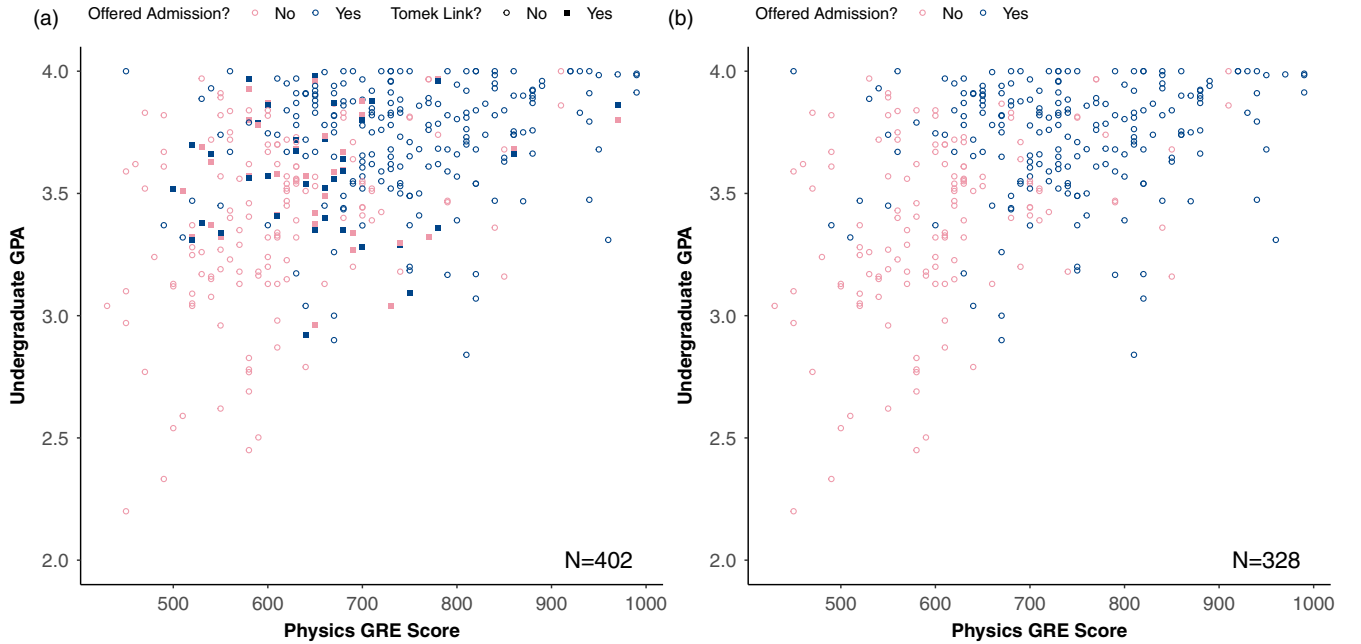 (a) Offered Admission? No Yes Tomek Link? No Yes
4.0
3.5
3.0
2.5
2.0
Undergraduate GPA
N=402
500 600 700 800 900 1000
Physics GRE Score
(b) Offered Admission? No Yes
4.0
3.5
3.0
2.5
2.0
Undergraduate GPA
N=328
500 600 700 800 900 1000
Physics GRE Score